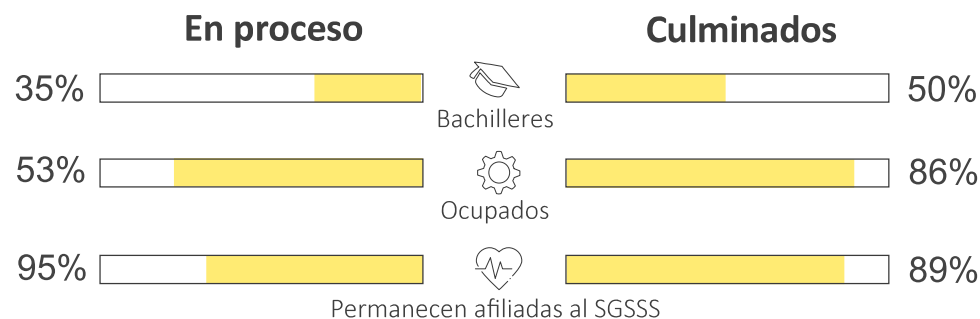 En proceso Culminados
35% 50%
Bachilleres
53% 86%
Ocupados
95% 89%
Permanecen afiliadas al SGSSS